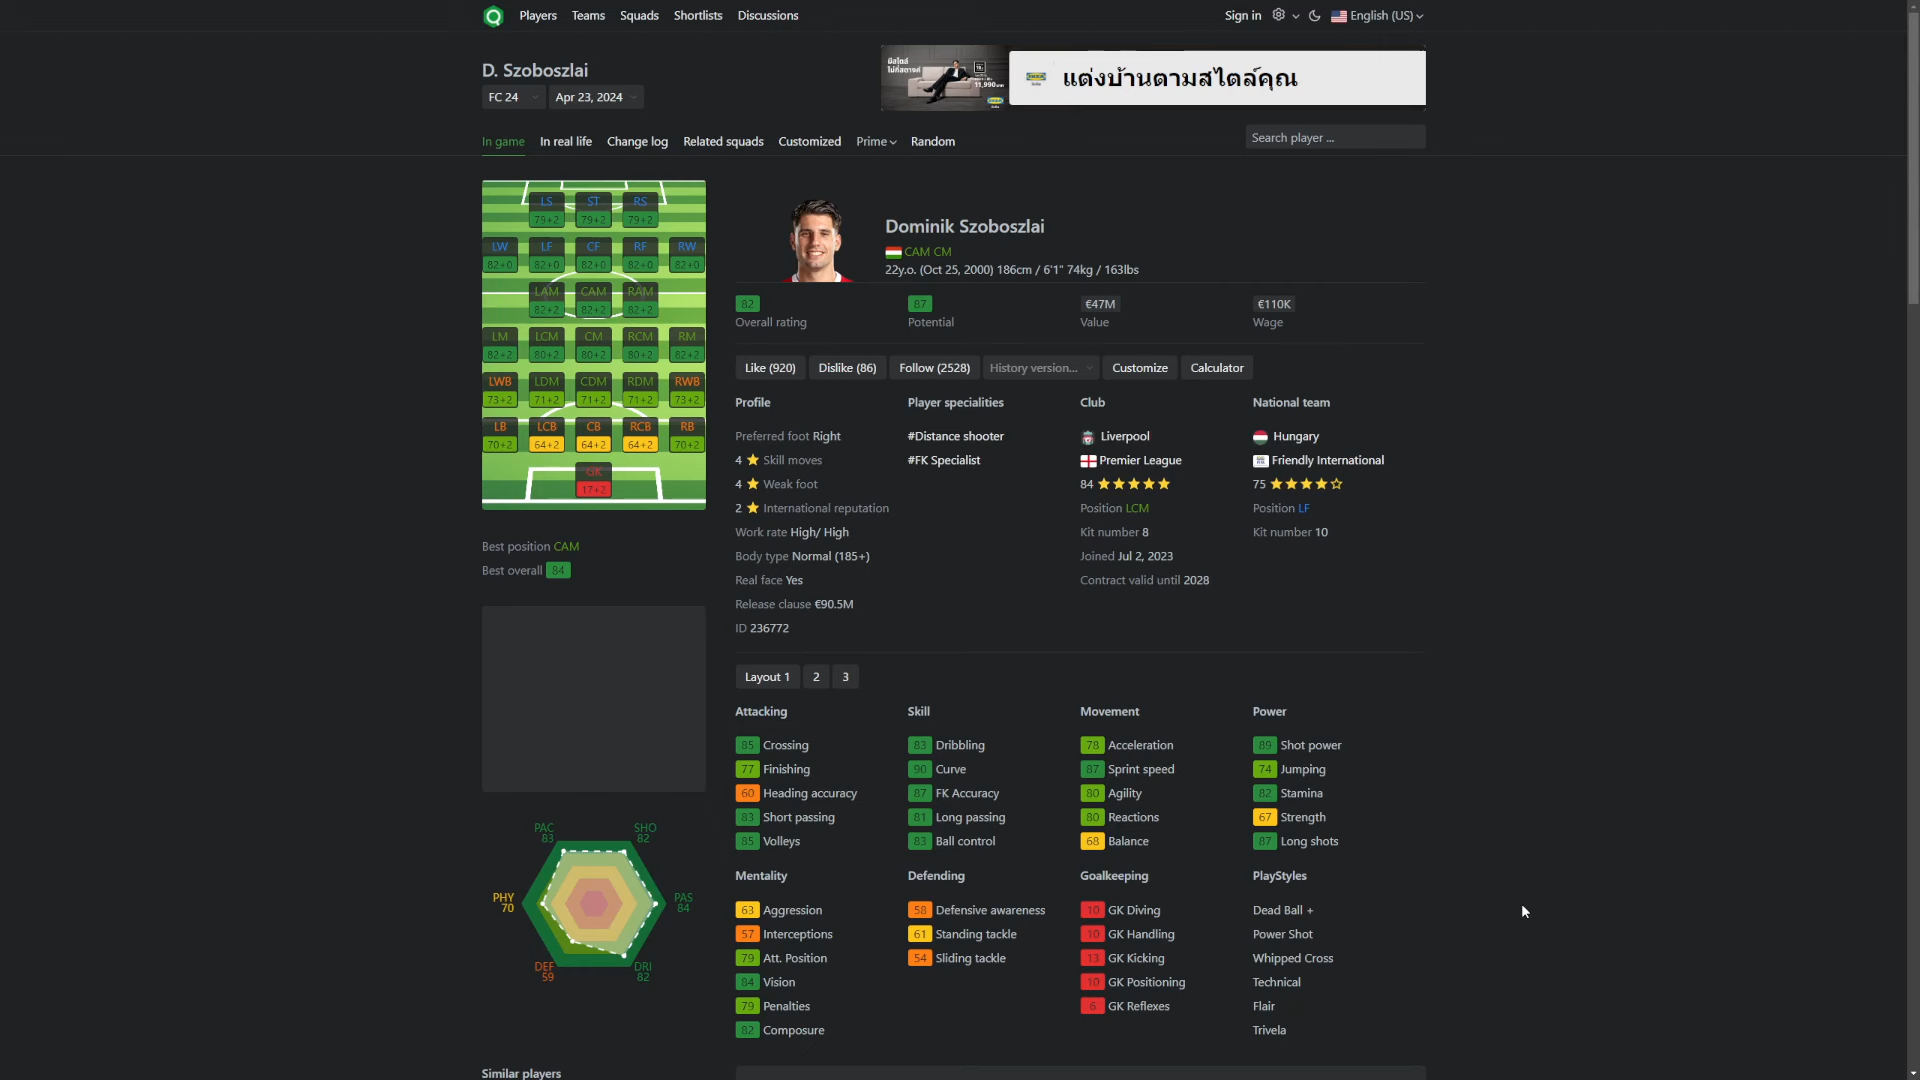 Players Teams Squads Shortlists Discussions
Sign in English (US)
D. Szoboszlai
FC 24 Apr 23, 2024
11,990
IKEA แต่งบ้านตามสไตล์คุณ
In game In real life Change log Related squads Customized Prime Random
Search player ...
LS ST RS
79+2 79+2 79+2
LW LF CF RF RW
82+0 82+0 82+0 82+0 82+0
LAM CAM RAM
82+2 82+2 82+2
LM LCM CM RCM RM
82+2 80+2 80+2 80+2 82+2
LWB LDM CDM RDM RWB
73+2 71+2 71+2 71+2 73+2
LB LCB CB RCB RB
70+2 64+2 64+2 64+2 70+2
GK
17+2
Best position CAM
Best overall 84
PAC
83
SHO
82
PHY
70
PAS
84
DEF
59
DRI
82
Dominik Szoboszlai
CAM CM
22y.o. (Oct 25, 2000) 186cm / 6'1" 74kg / 163lbs
82 87 €47M €110K
Overall rating Potential Value Wage
Like (920) Dislike (86) Follow (2528) History version... Customize Calculator
Profile
Preferred foot Right
4 Skill moves
4 Weak foot
2 International reputation
Work rate High/ High
Body type Normal (185+)
Real face Yes
Release clause €90.5M
ID 236772
Player specialities
#Distance shooter
#FK Specialist
Club
Liverpool
Premier League
84
Position LCM
Kit number 8
Joined Jul 2, 2023
Contract valid until 2028
National team
Hungary
Friendly International
75
Position LF
Kit number 10
Layout 1 2 3
Attacking
85 Crossing
77 Finishing
60 Heading accuracy
83 Short passing
85 Volleys
Skill
83 Dribbling
90 Curve
87 FK Accuracy
81 Long passing
83 Ball control
Movement
78 Acceleration
87 Sprint speed
80 Agility
80 Reactions
68 Balance
Power
89 Shot power
74 Jumping
82 Stamina
67 Strength
87 Long shots
Mentality
63 Aggression
57 Interceptions
79 Att. Position
84 Vision
79 Penalties
82 Composure
Defending
58 Defensive awareness
61 Standing tackle
54 Sliding tackle
Goalkeeping
10 GK Diving
10 GK Handling
13 GK Kicking
10 GK Positioning
6 GK Reflexes
PlayStyles
Dead Ball +
Power Shot
Whipped Cross
Technical
Flair
Trivela
Similar players